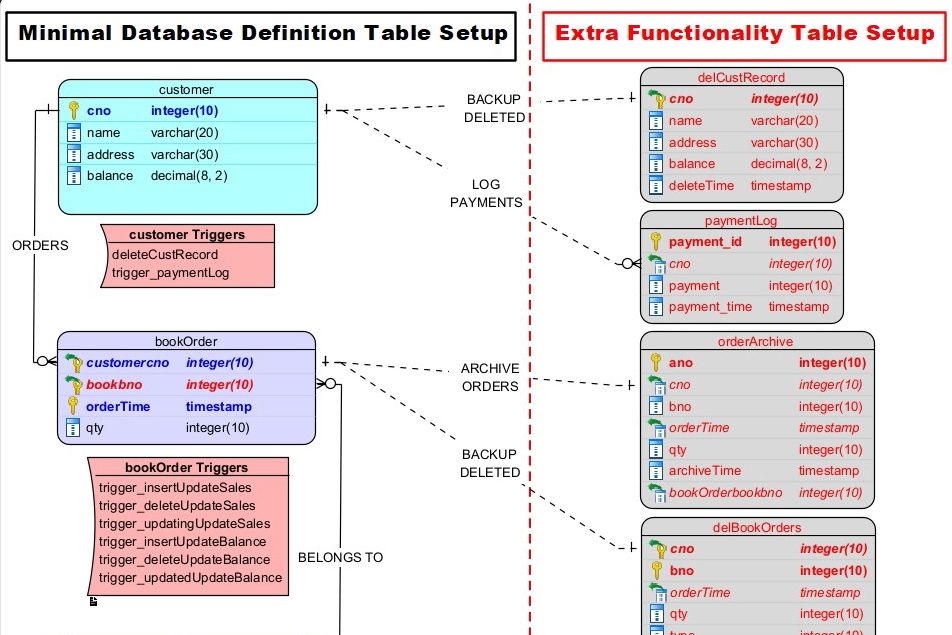 Minimal Database Definition Table Setup
Extra Functionality Table Setup
customer
cno integer(10)
name varchar(20)
address varchar(30)
balance decimal(8, 2)
customer Triggers
deleteCustRecord
trigger_paymentLog
ORDERS
BACKUP
DELETED
LOG
PAYMENTS
delCustRecord
cno integer(10)
name varchar(20)
address varchar(30)
balance decimal(8, 2)
deleteTime timestamp
paymentLog
payment_id integer(10)
cno integer(10)
payment integer(10)
payment_time timestamp
bookOrder
customercno integer(10)
bookbno integer(10)
orderTime timestamp
qty integer(10)
bookOrder Triggers
trigger_insertUpdateSales
trigger_deleteUpdateSales
trigger_updatingUpdateSales
trigger_insertUpdateBalance
trigger_deleteUpdateBalance
trigger_updatedUpdateBalance
BELONGS TO
ARCHIVE
ORDERS
BACKUP
DELETED
orderArchive
ano integer(10)
cno integer(10)
bno integer(10)
orderTime timestamp
qty integer(10)
archiveTime timestamp
bookOrderbookbno integer(10)
delBookOrders
cno integer(10)
bno integer(10)
orderTime timestamp
qty integer(10)